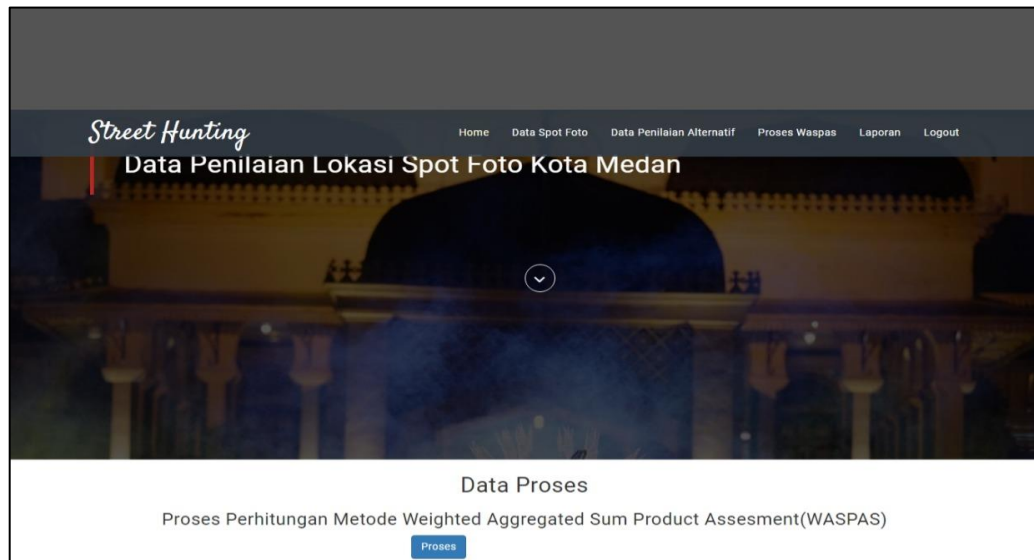 Street Hunting
Home Data Spot Foto Data Penilaian Alternatif Proses Waspas Laporan Logout
Data Penilaian Lokasi Spot Foto Kota Medan
Data Proses
Proses Perhitungan Metode Weighted Aggregated Sum Product Assesment(WASPAS)
Proses